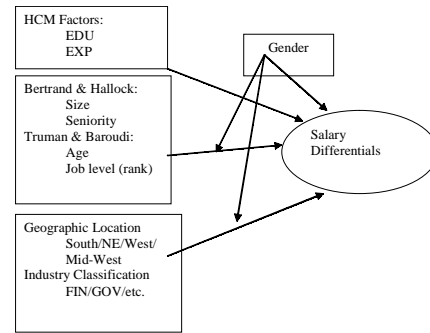 HCM Factors:
EDU
EXP
Gender
Bertrand & Hallock:
Size
Seniority
Truman & Baroudi:
Age
Job level (rank)
Salary
Differentials
Geographic Location
South/NE/West/
Mid-West
Industry Classification
FIN/GOV/etc.